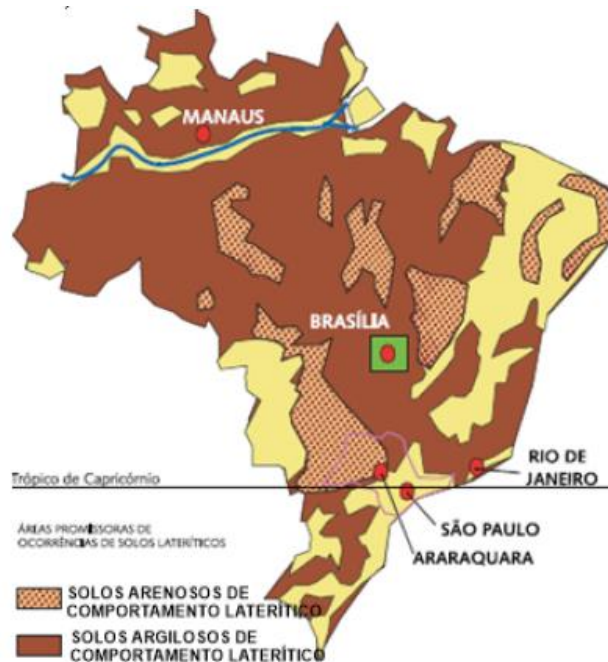 MANAUS
BRASÍLIA
RIO DE
JANEIRO
Trópico de Capricórnio
SÃO PAULO
ARARAQUARA
ÁREAS PROMISSORAS DE
OCORRÊNCIAS DE SOLOS LATERÍTICOS
SOLOS ARENOSOS DE
COMPORTAMENTO LATERÍTICO
SOLOS ARGILOSOS DE
COMPORTAMENTO LATERÍTICO